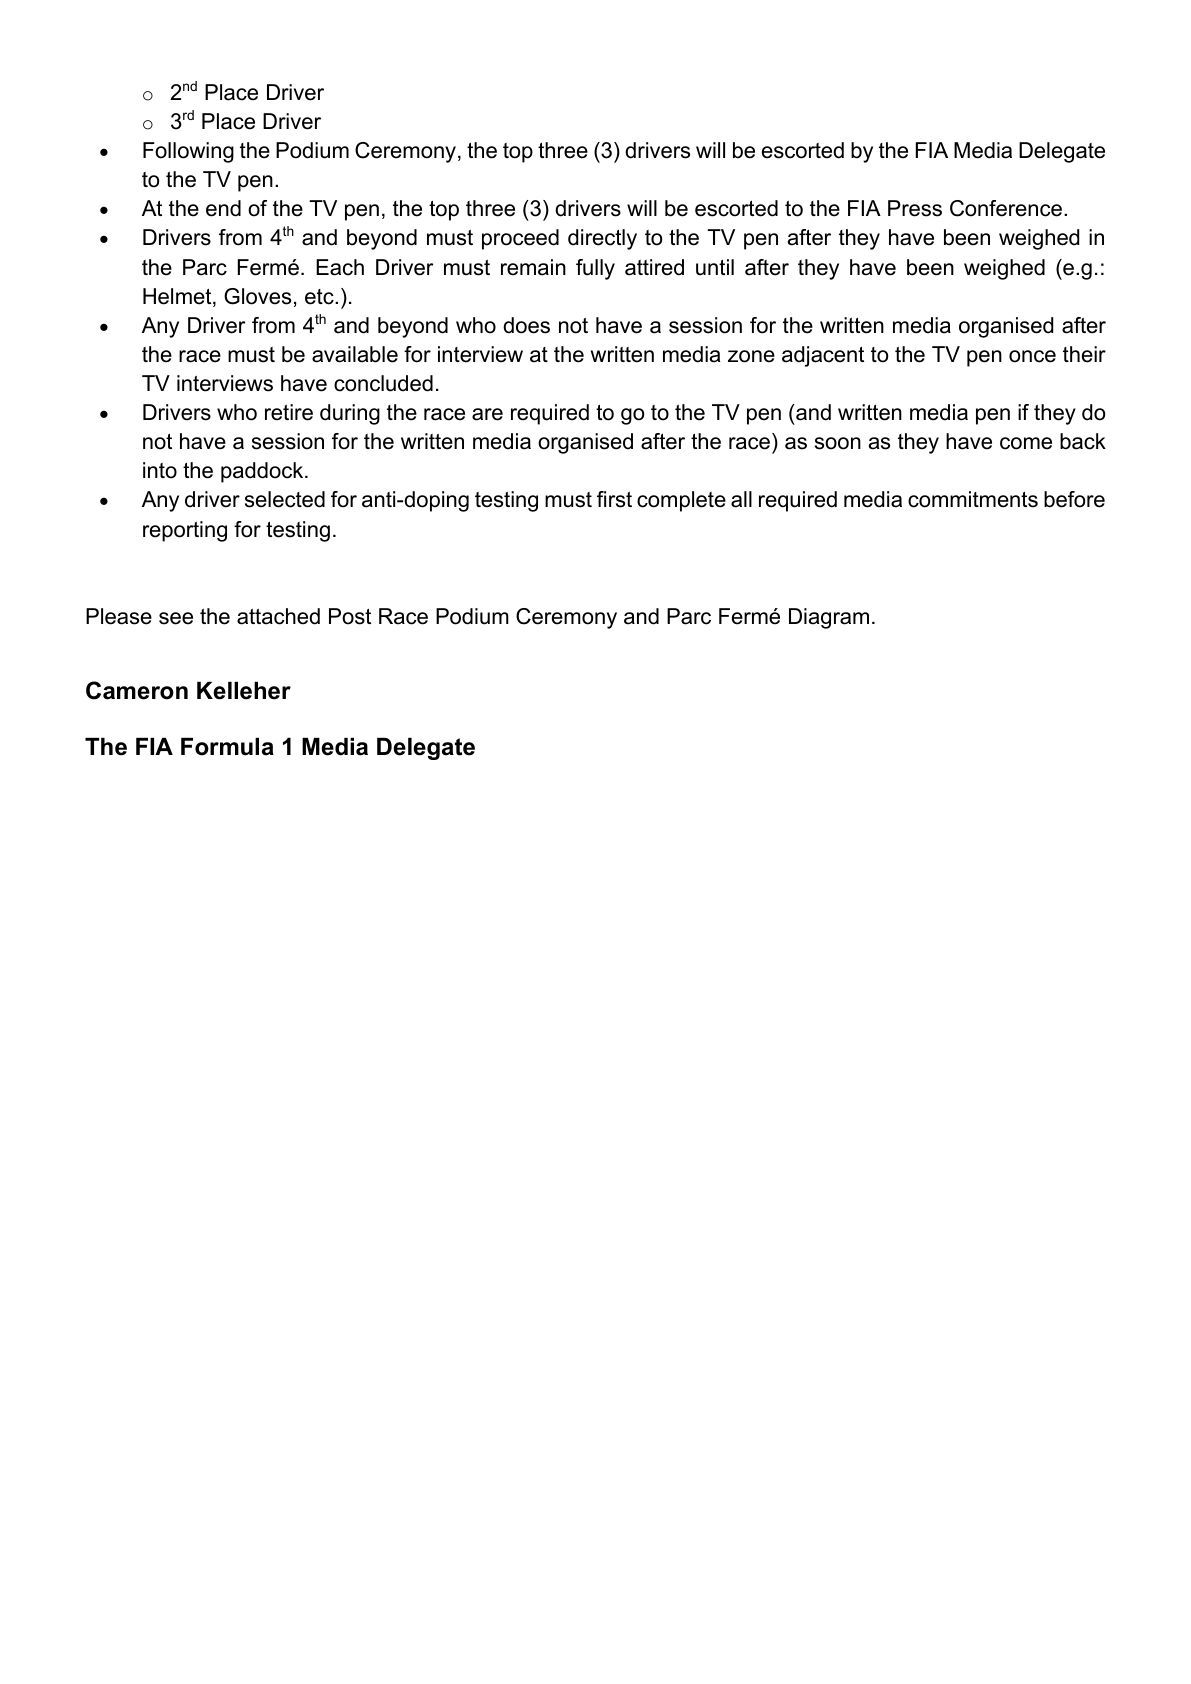 ○ 2nd Place Driver
○ 3rd Place Driver
• Following the Podium Ceremony, the top three (3) drivers will be escorted by the FIA Media Delegate
to the TV pen.
• At the end of the TV pen, the top three (3) drivers will be escorted to the FIA Press Conference.
• Drivers from 4th and beyond must proceed directly to the TV pen after they have been weighed in
the Parc Fermé. Each Driver must remain fully attired until after they have been weighed (e.g.:
Helmet, Gloves, etc.).
• Any Driver from 4th and beyond who does not have a session for the written media organised after
the race must be available for interview at the written media zone adjacent to the TV pen once their
TV interviews have concluded.
• Drivers who retire during the race are required to go to the TV pen (and written media pen if they do
not have a session for the written media organised after the race) as soon as they have come back
into the paddock.
• Any driver selected for anti-doping testing must first complete all required media commitments before
reporting for testing.
Please see the attached Post Race Podium Ceremony and Parc Fermé Diagram.
Cameron Kelleher
The FIA Formula 1 Media Delegate